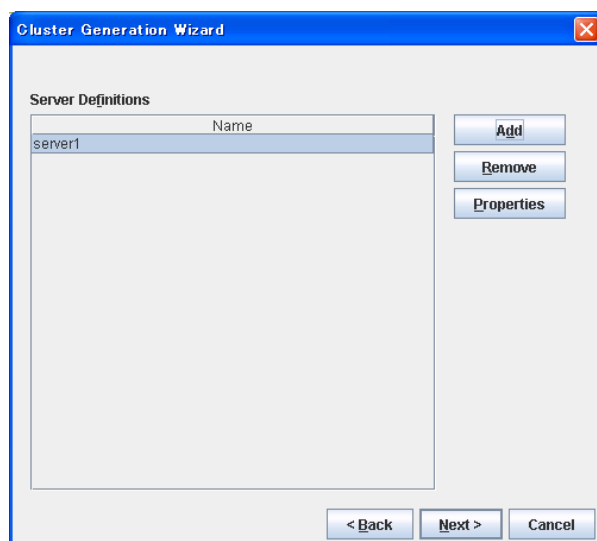 Cluster Generation Wizard
Server Definitions
Name
server1
Add
Remove
Properties
< Back
Next >
Cancel